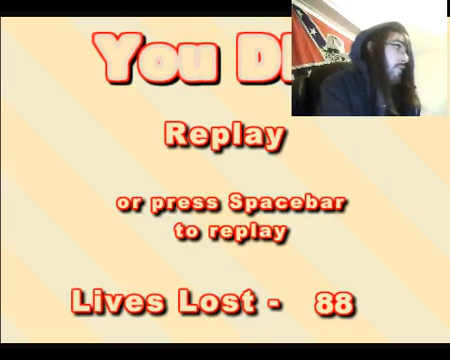 You D
Replay
or press Spacebar
to replay
Lives Lost - 88